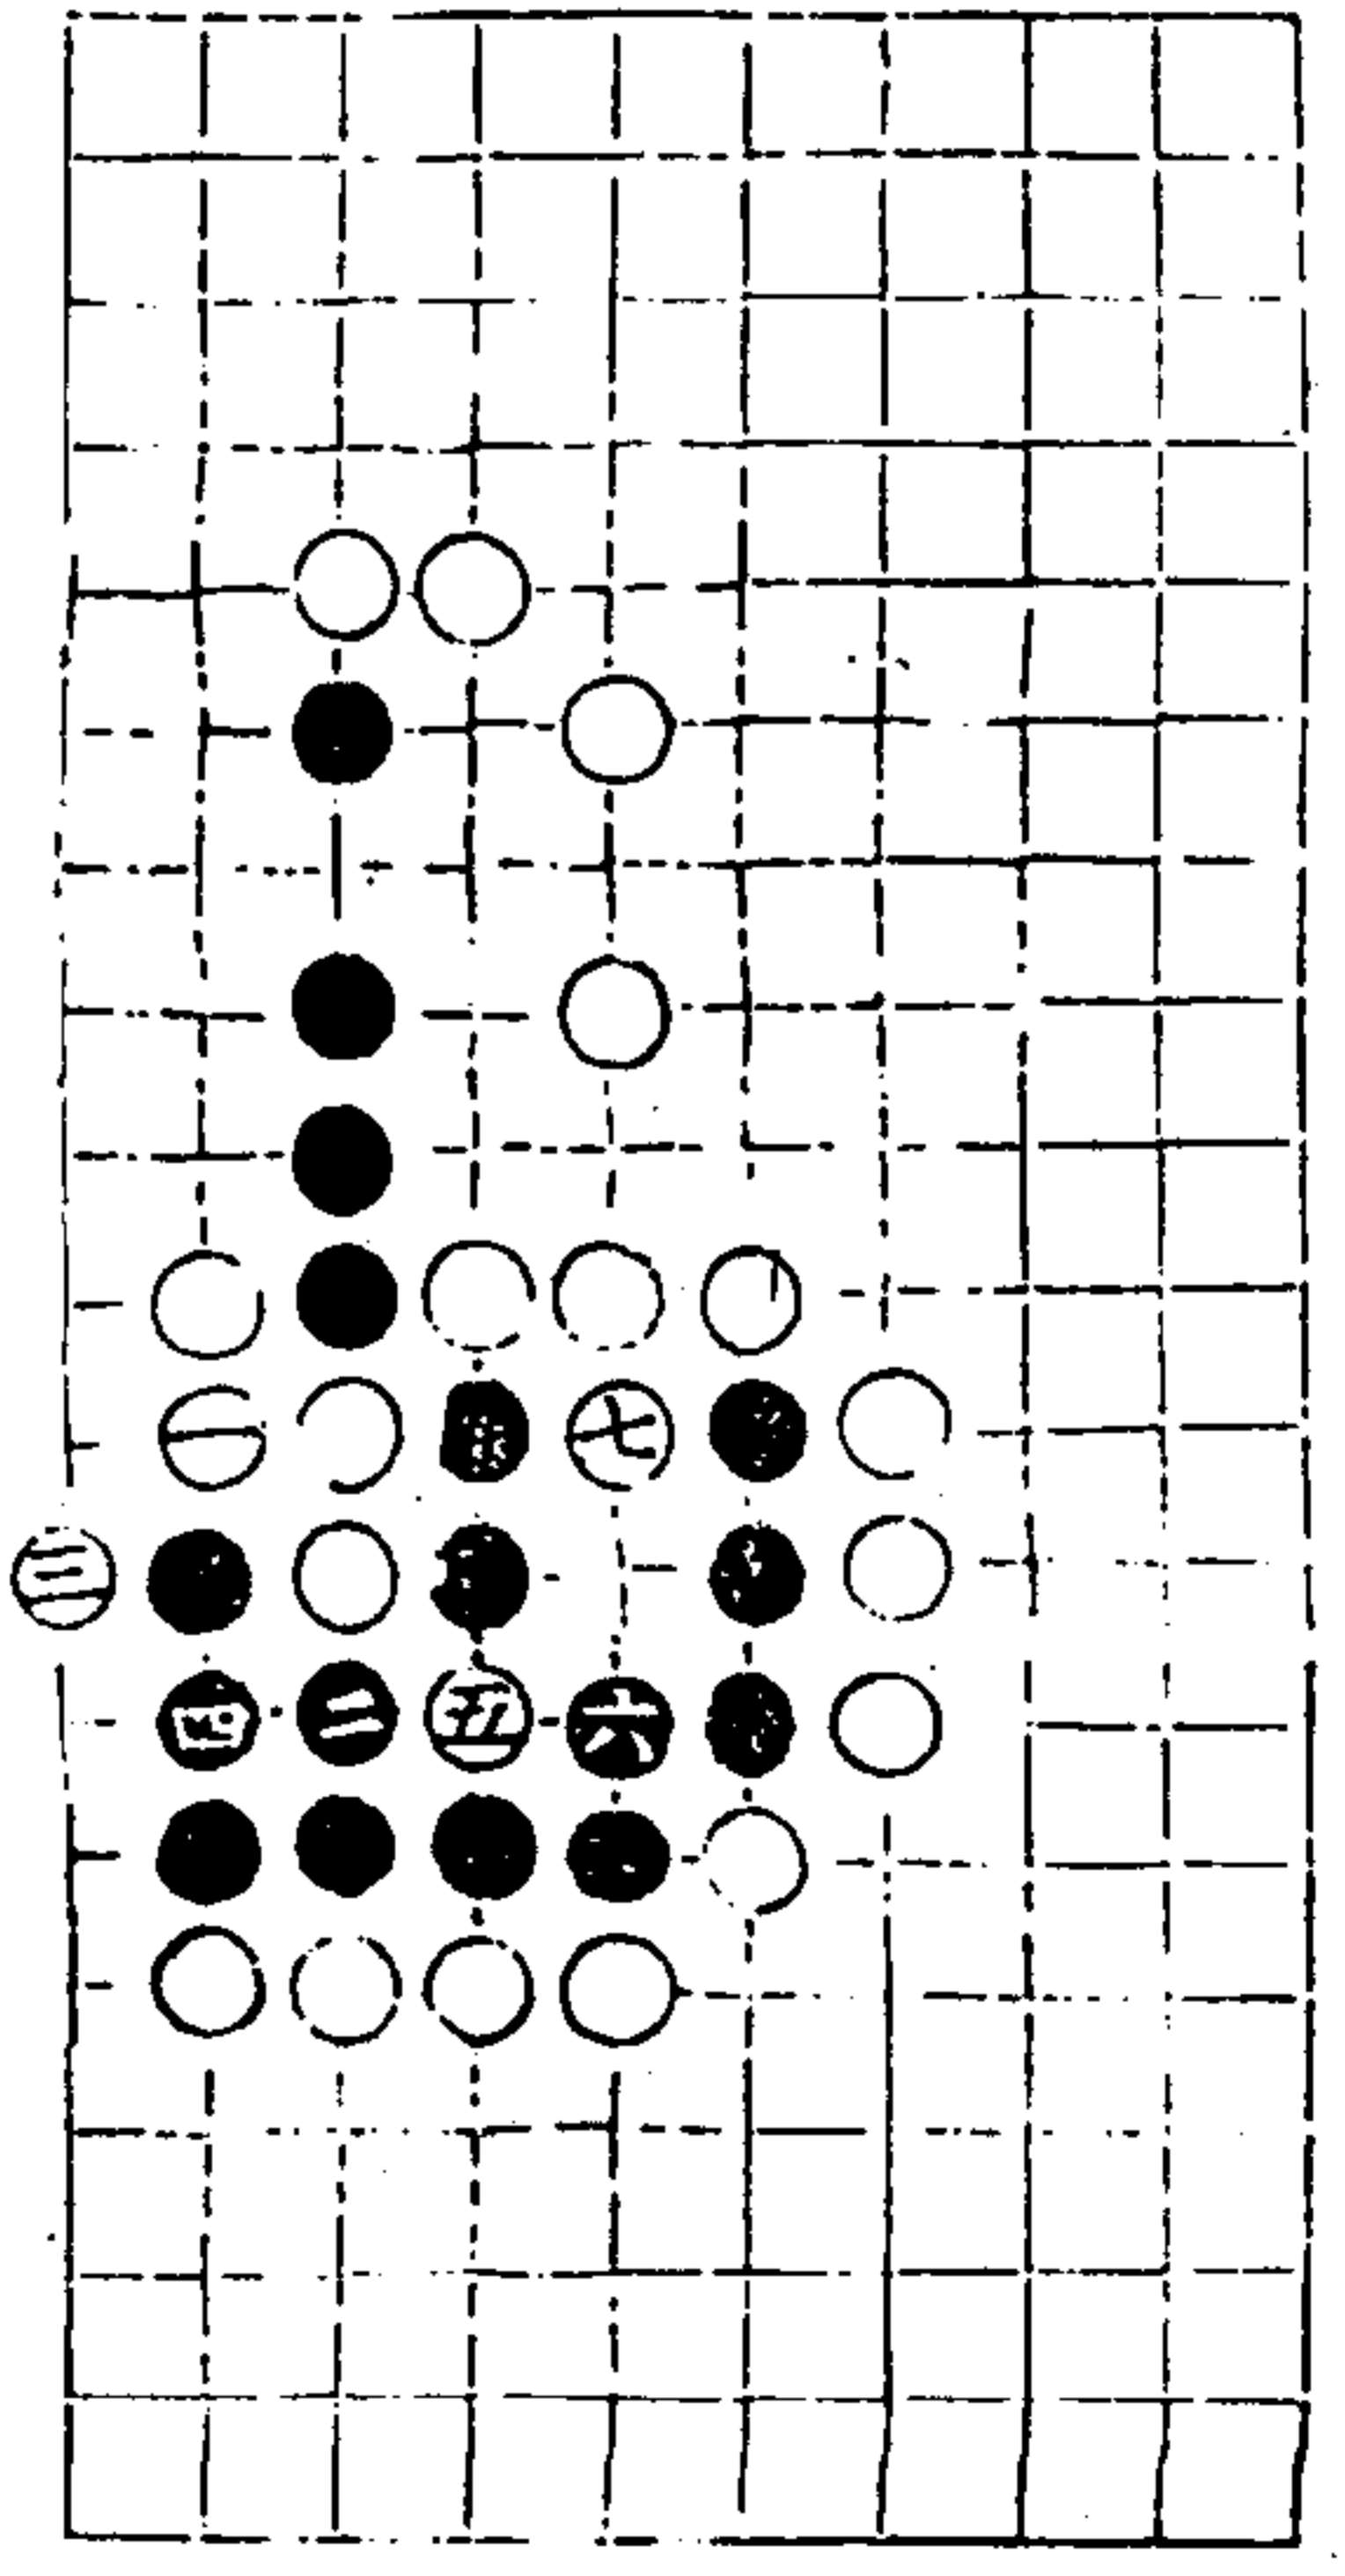 一 七
三
四 二 五 六